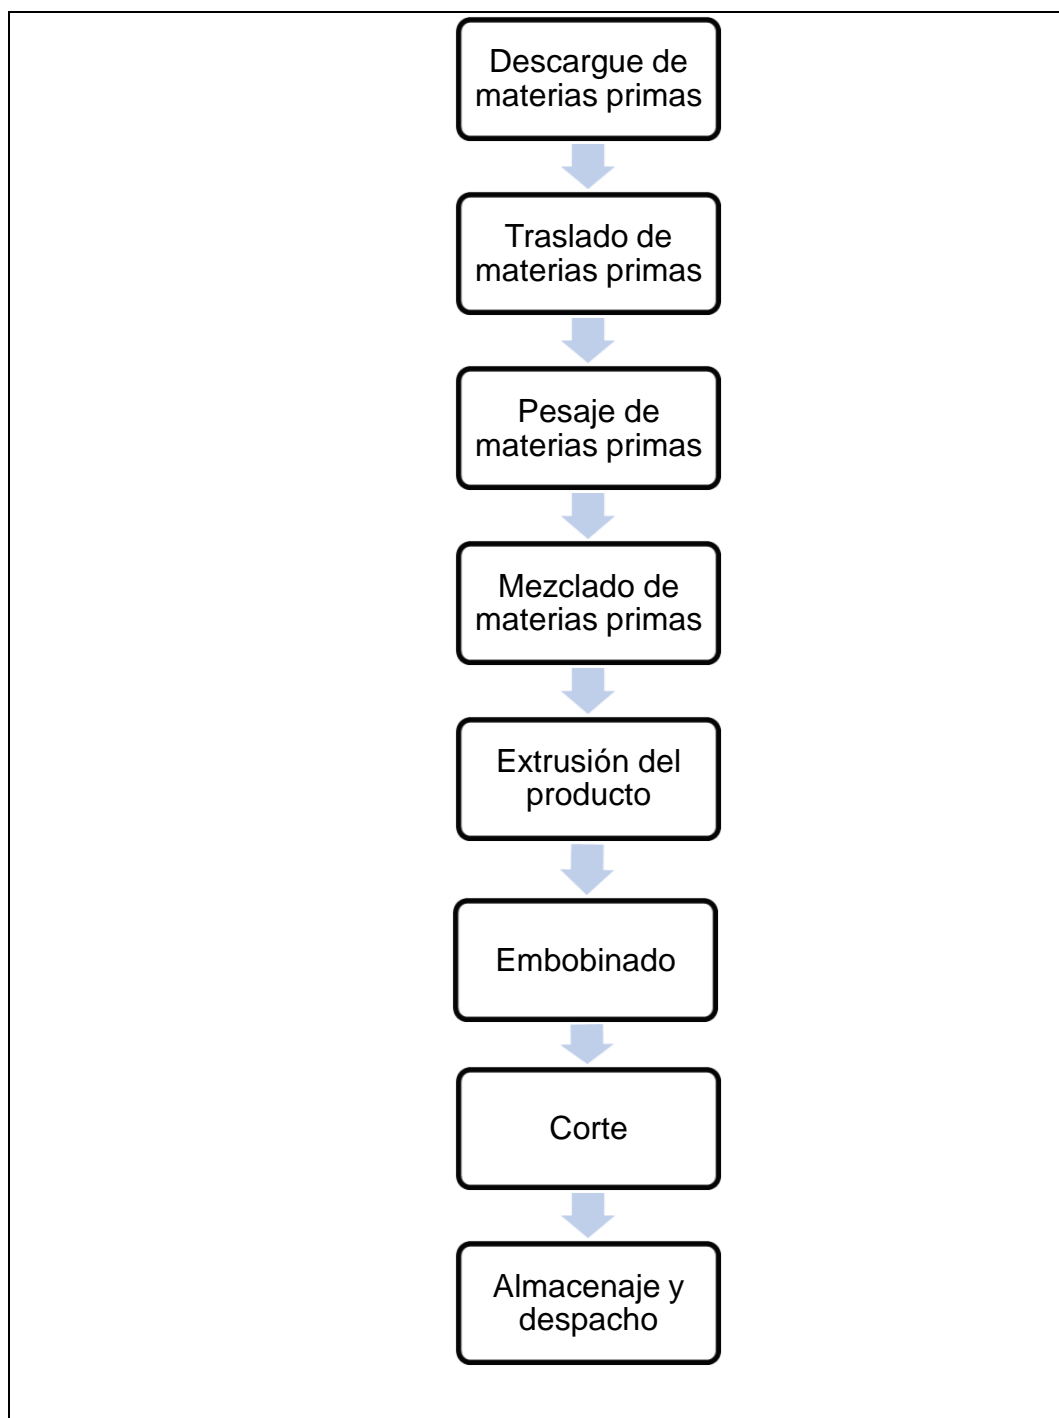 Descargue de
materias primas
Traslado de
materias primas
Pesaje de
materias primas
Mezclado de
materias primas
Extrusión del
producto
Embobinado
Corte
Almacenaje y
despacho